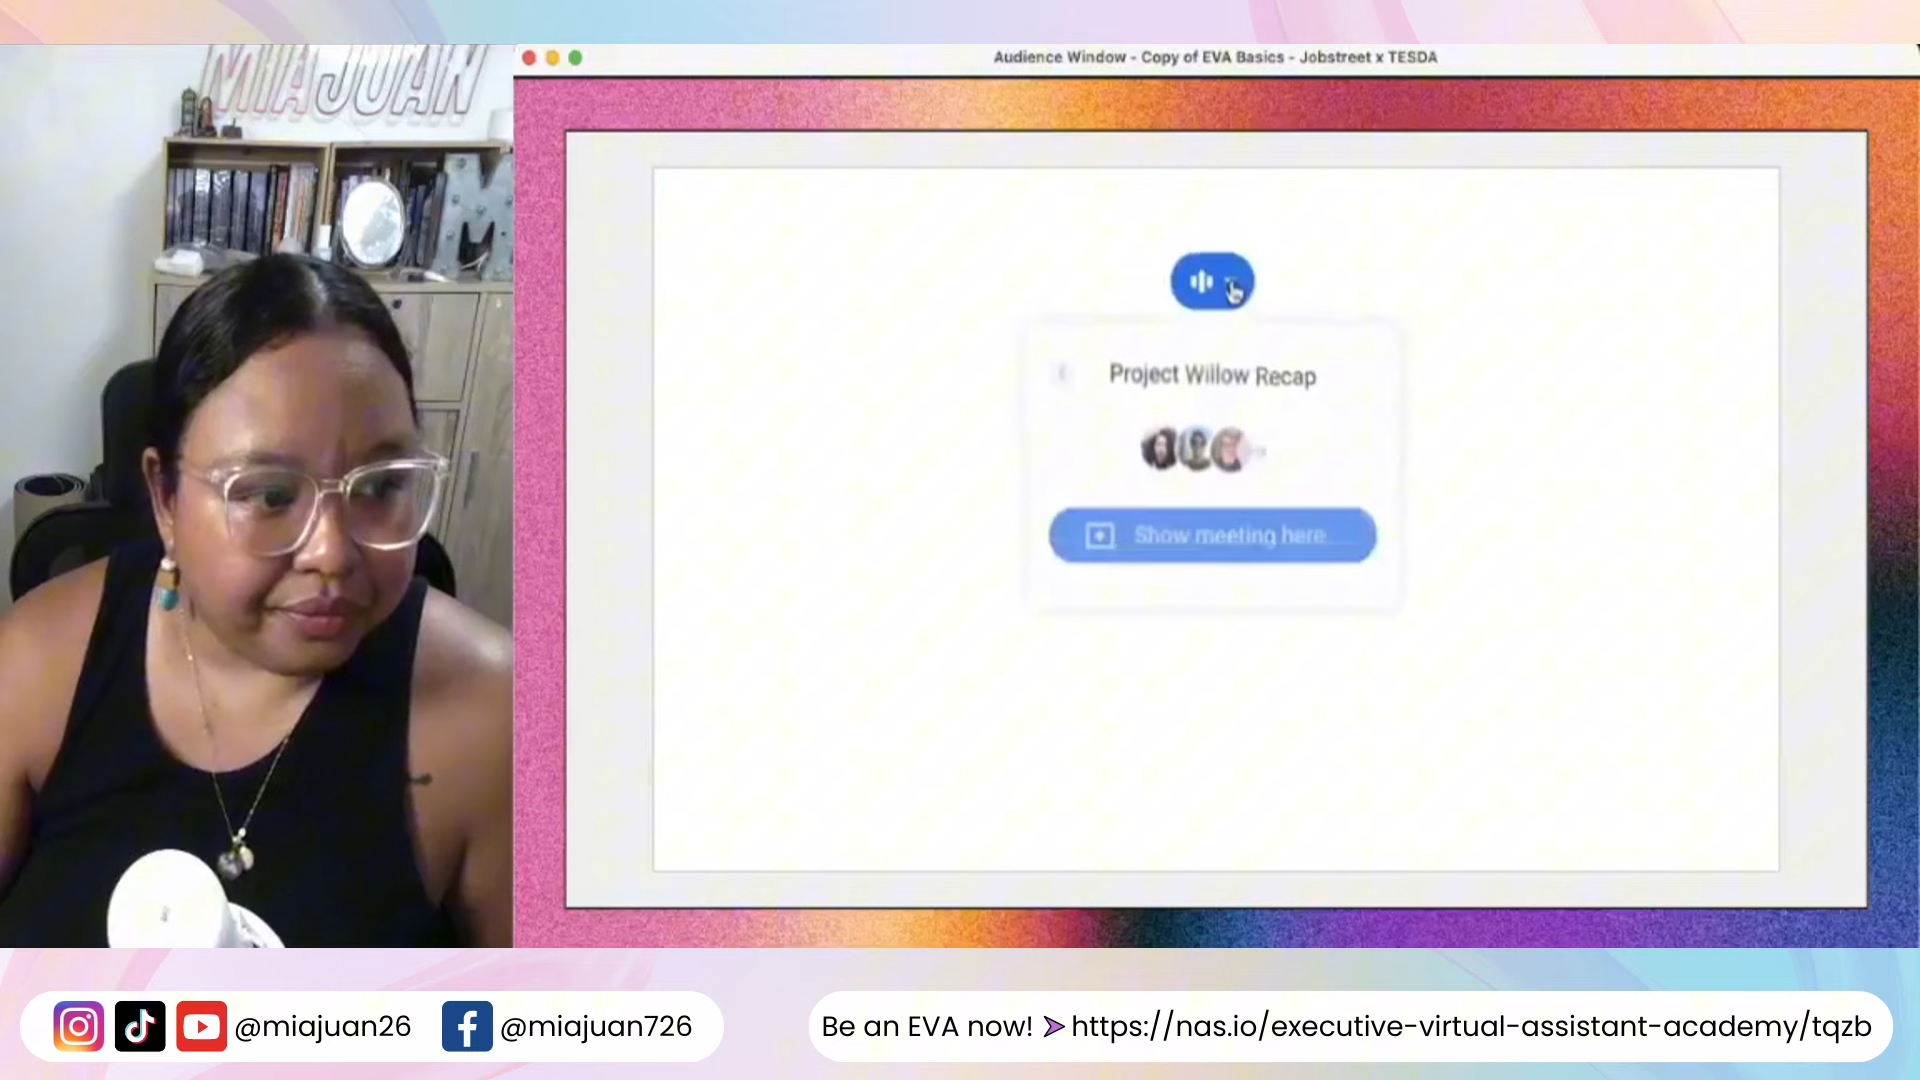 MIAJUAN
Audience Window - Copy of EVA Basics - Jobstreet x TESDA
Project Willow Recap
Show meeting here
@miajuan26
@miajuan726
Be an EVA now! ➤ https://nas.io/executive-virtual-assistant-academy/tqzb